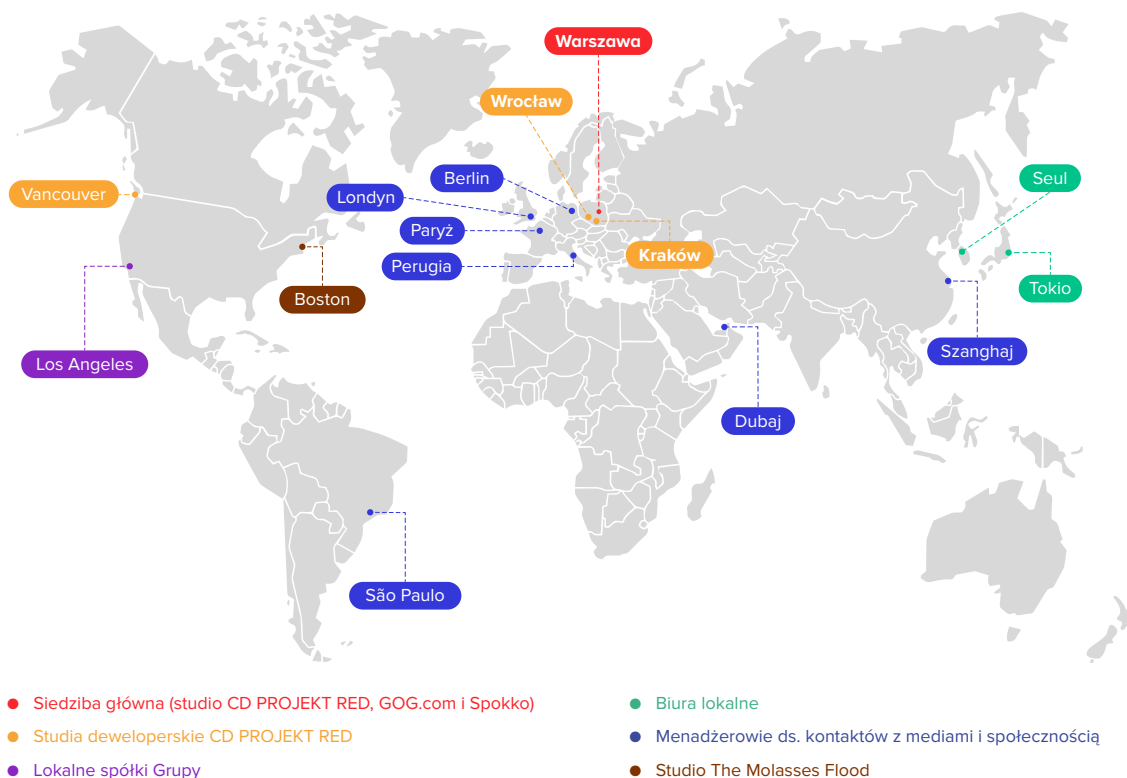 Warszawa
Wrocław
Berlin
Seul
Vancouver
Londyn
Paryż
Kraków
Perugia
Tokio
Boston
Szanghaj
Los Angeles
Dubaj
São Paulo
Siedziba główna (studio CD PROJEKT RED, GOG.com i Spokko)
Studia deweloperskie CD PROJEKT RED
Lokalne spółki Grupy
Biura lokalne
Menadżerowie ds. kontaktów z mediami i społecznością
Studio The Molasses Flood